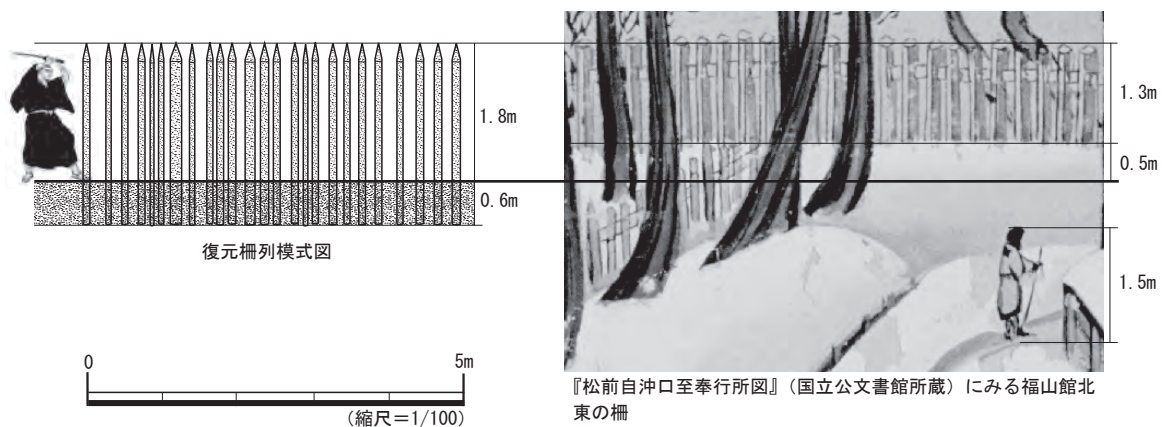 1.8m
0.6m
復元柵列模式図
0
5m
(縮尺=1/100)
1.3m
0.5m
1.5m
『松前自沖口至奉行所図』(国立公文書館所蔵)にみる福山館北
東の柵